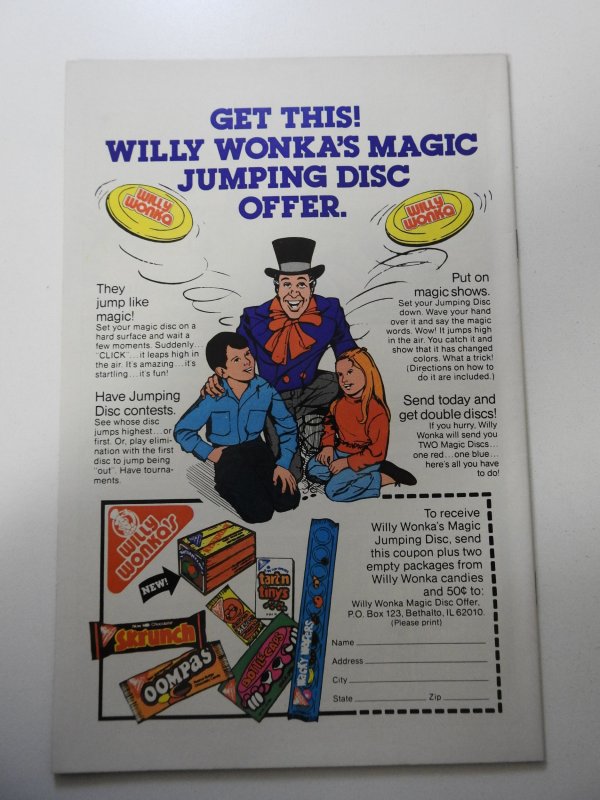 GET THIS!
WILLY WONKA'S MAGIC
JUMPING DISC
OFFER.
WILLY
WONKA
WILLY
WONKA
They
jump like
magic!
Set your magic disc on a
hard surface and wait a
few moments. Suddenly...
"CLICK"...it leaps high in
the air. It's amazing...it's
startling...it's fun!
Have Jumping
Disc contests.
See whose disc
jumps highest...or
first. Or, play elimi-
nation with the first
disc to jump being
"out". Have tourna-
ments.
Put on
magic shows.
Set your Jumping Disc
down. Wave your hand
over it and say the magic
words. Wow! It jumps high
in the air. You catch it and
show that it has changed
colors. What a trick!
(Directions on how to
do it are included.)
Send today and
get double discs!
If you hurry, Willy
Wonka will send you
TWO Magic Discs...
one red...one blue...
here's all you have
to do!
WILLY
WONKA'S
NEW!
tart n
tinys
Skrunch
OOMPAS
BOTTLECAPS
WACKY WAFERS
To receive
Willy Wonka's Magic
Jumping Disc, send
this coupon plus two
empty packages from
Willy Wonka candies
and 50¢ to:
Willy Wonka Magic Disc Offer,
P.O. Box 123, Bethalto, IL 62010.
(Please print)
Name
Address
City
State Zip